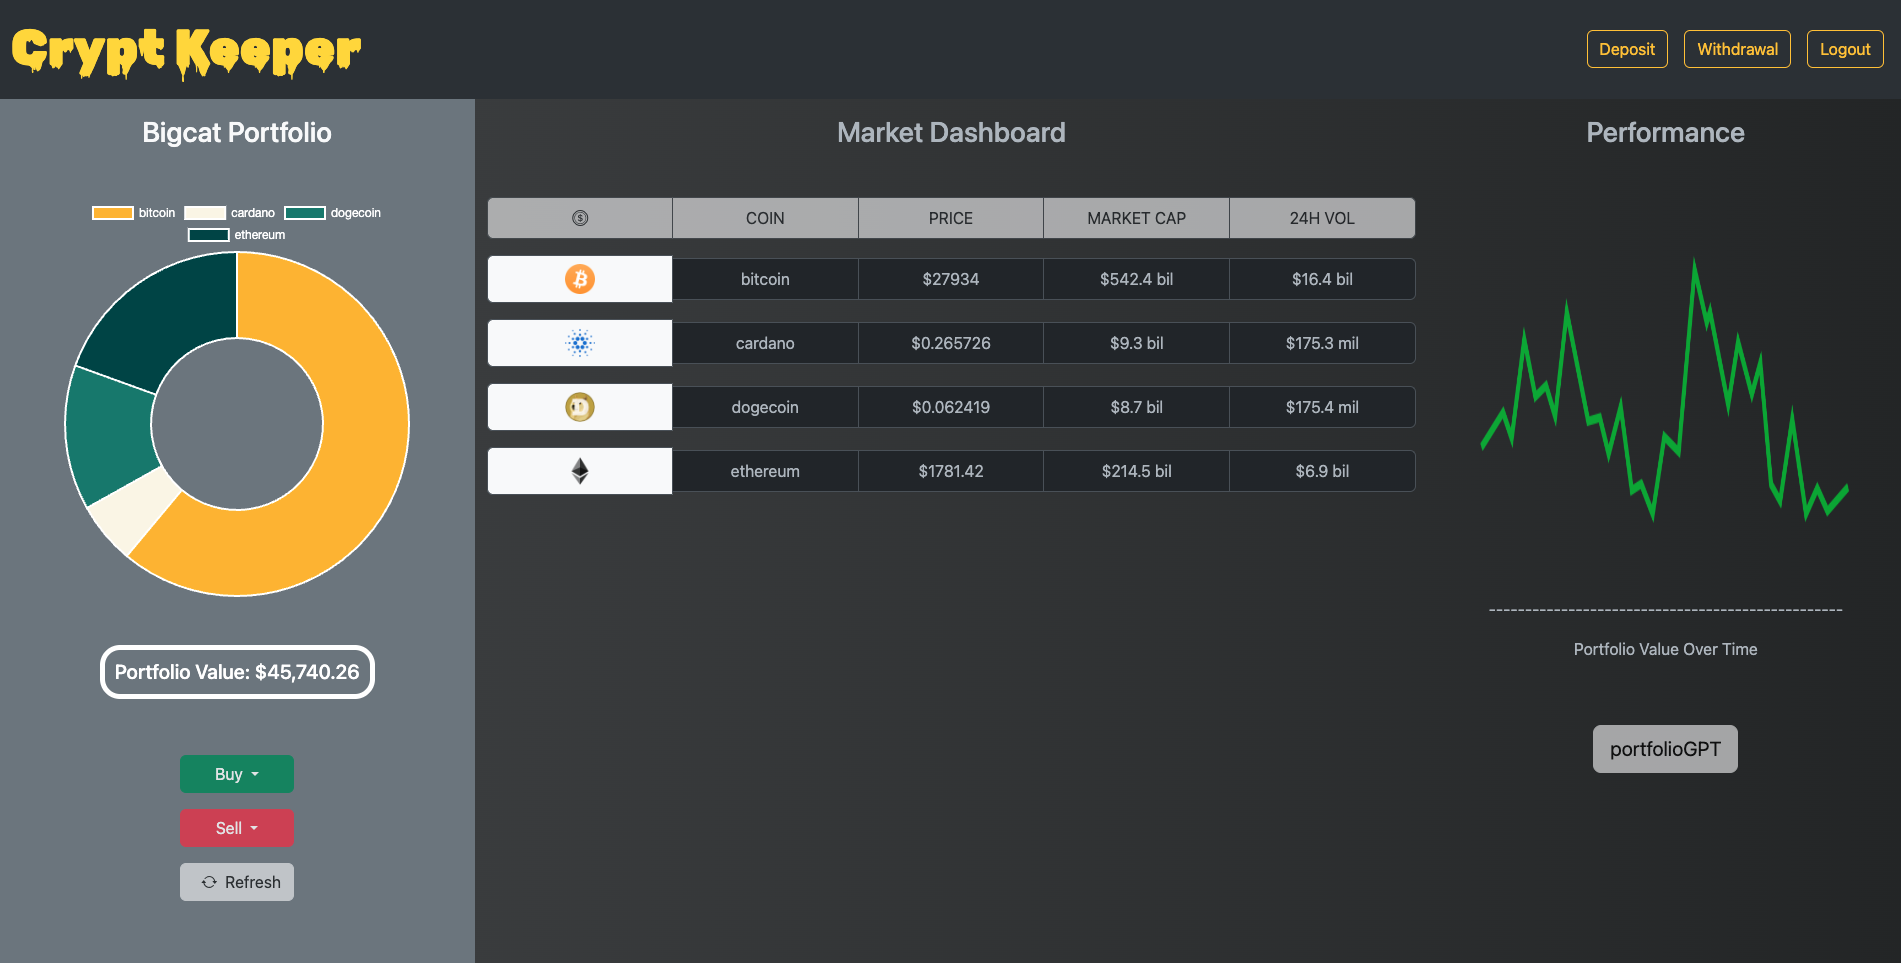 Crypt Keeper
Deposit
Withdrawal
Logout
Bigcat Portfolio
bitcoin cardano dogecoin
ethereum
Portfolio Value: $45,740.26
Buy
Sell
Refresh
Market Dashboard
COIN PRICE MARKET CAP 24H VOL
bitcoin $27934 $542.4 bil $16.4 bil
cardano $0.265726 $9.3 bil $175.3 mil
dogecoin $0.062419 $8.7 bil $175.4 mil
ethereum $1781.42 $214.5 bil $6.9 bil
Performance
-------------------------------------------------
Portfolio Value Over Time
portfolioGPT